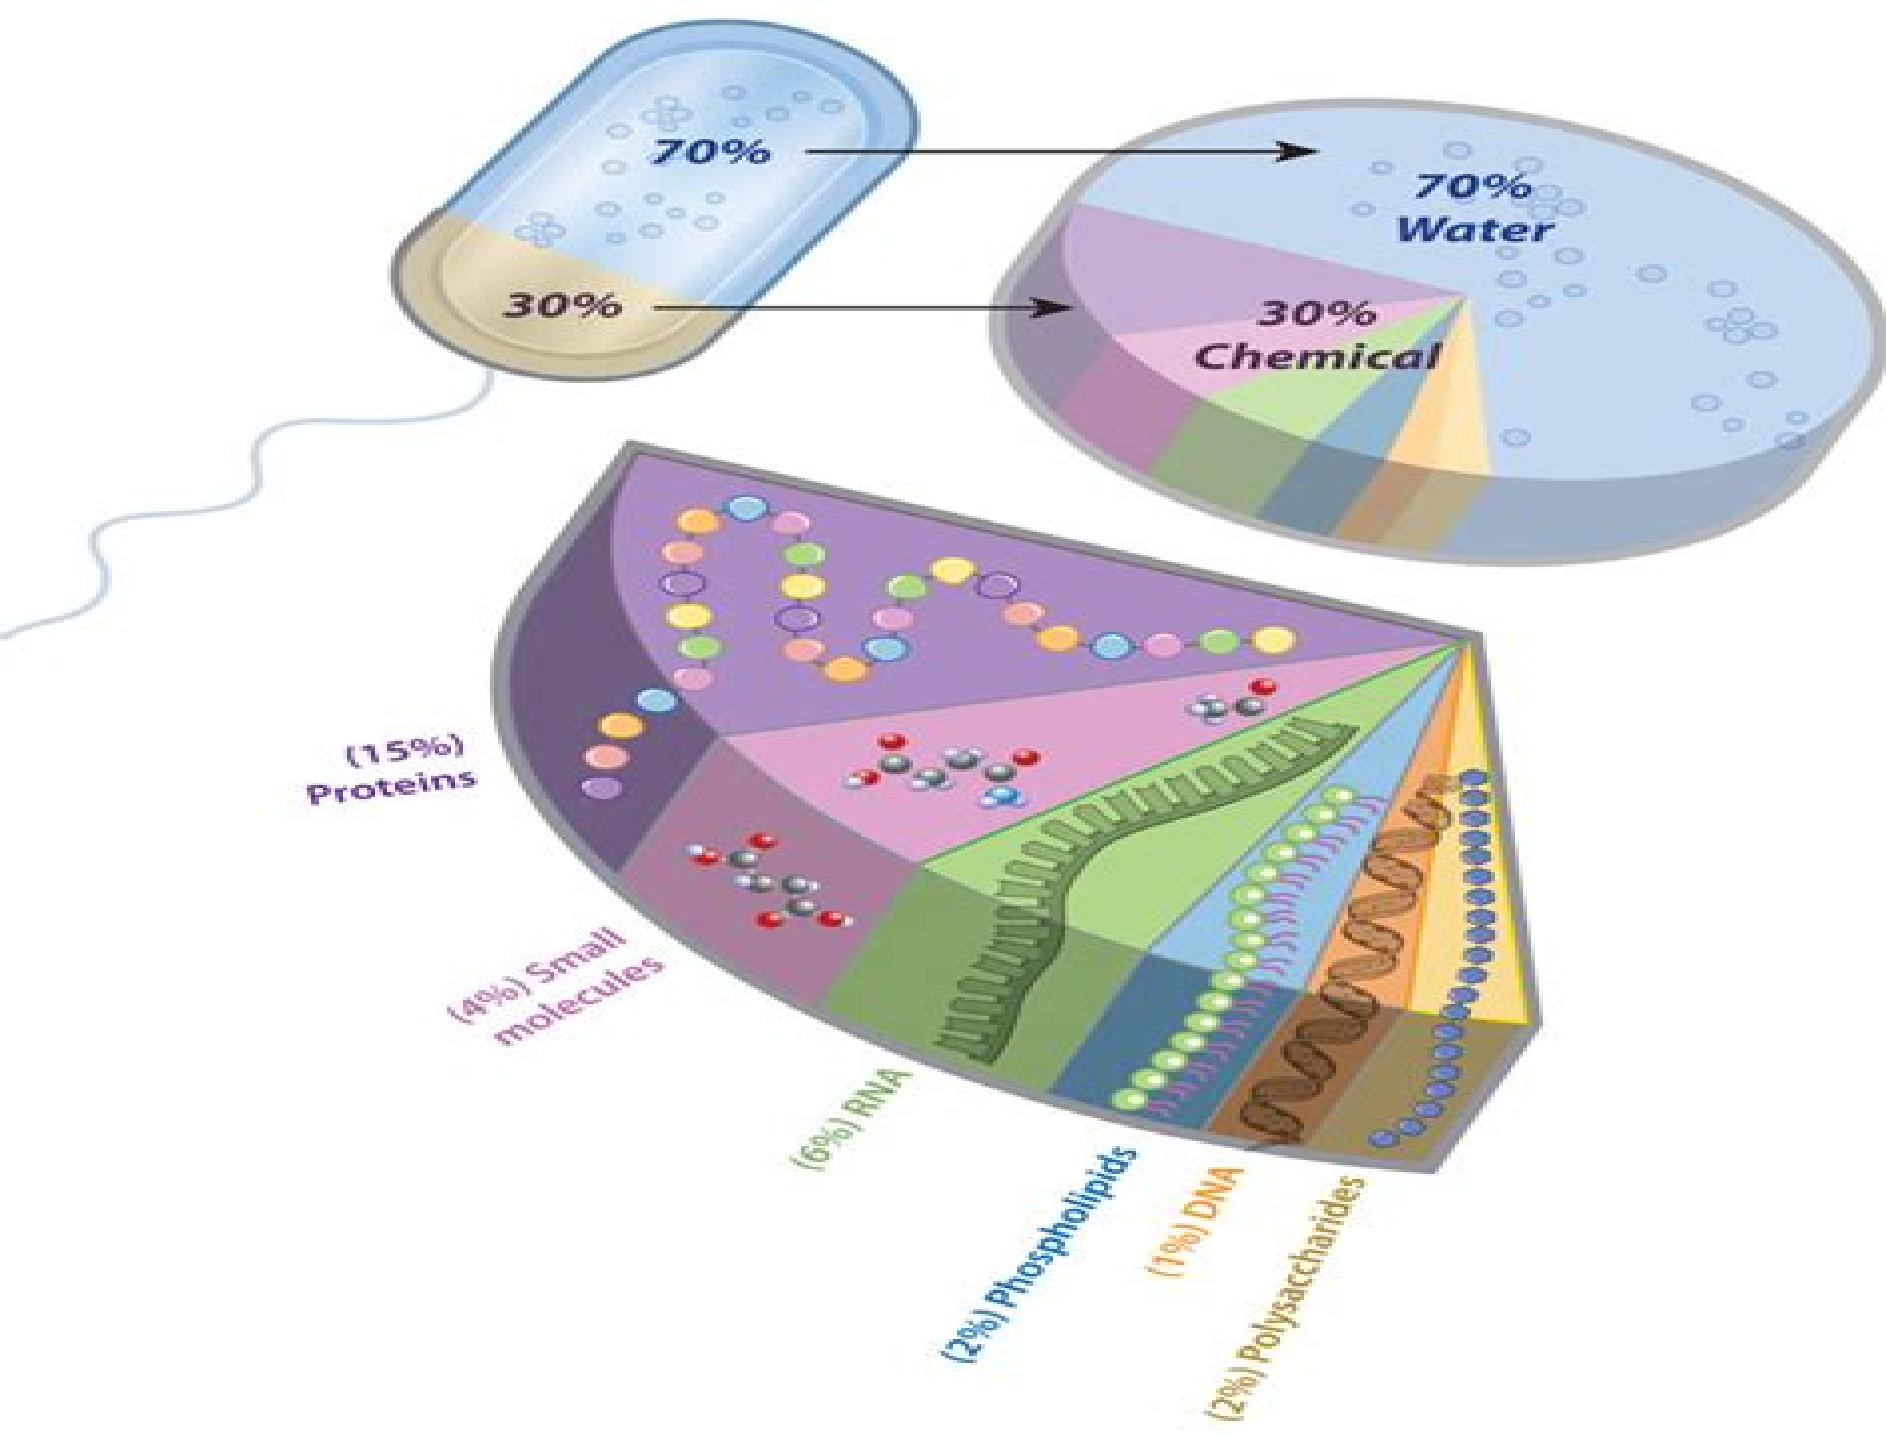 70%
70%
Water
30%
30%
Chemical
(15%)
Proteins
(4%) Small
molecules
(6%) RNA
(2%) Phospholipids
(1%) DNA
(2%) Polysaccharides